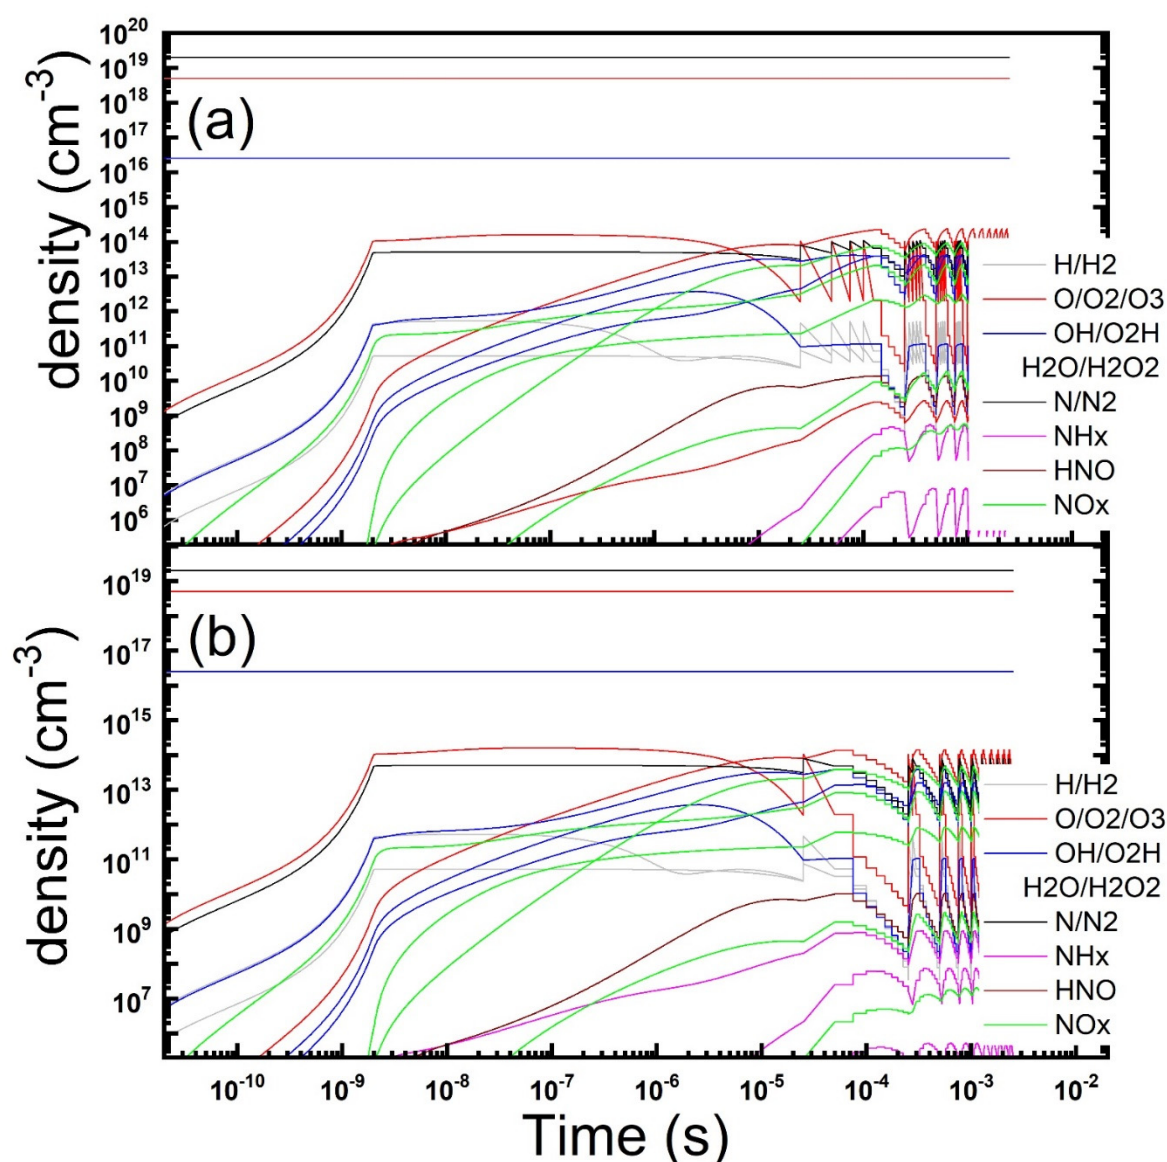 10^20
10^19
10^18
10^17
10^16
10^15
10^14
10^13
10^12
10^11
10^10
10^9
10^8
10^7
10^6
density (cm^-3)
(a)
H/H2
O/O2/O3
OH/O2H
H2O/H2O2
N/N2
NHx
HNO
NOx
10^19
10^17
10^15
10^13
10^11
10^9
10^7
density (cm^-3)
(b)
H/H2
O/O2/O3
OH/O2H
H2O/H2O2
N/N2
NHx
HNO
NOx
10^-10 10^-9 10^-8 10^-7 10^-6 10^-5 10^-4 10^-3 10^-2
Time (s)